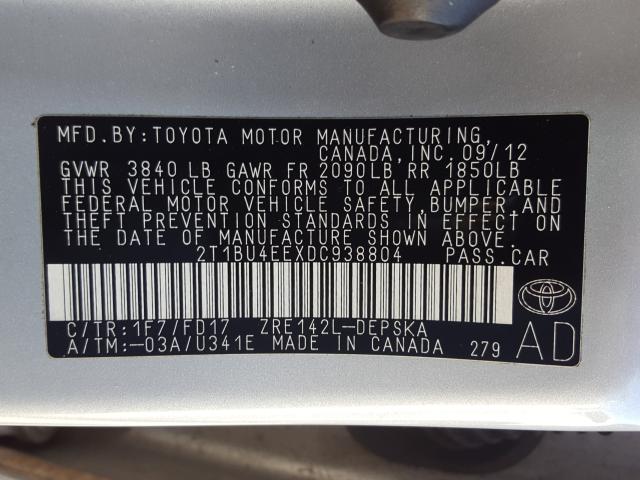 MFD.BY:TOYOTA MOTOR MANUFACTURING,
CANADA,INC.09/12
GVWR 3840 LB GAWR FR 2090LB RR 1850LB
THIS VEHICLE CONFORMS TO ALL APPLICABLE
FEDERAL MOTOR VEHICLE SAFETY, BUMPER,AND
THEFT PREVENTION STANDARDS IN EFFECT ON
THE DATE OF MANUFACTURE SHOWN ABOVE.
2T1BU4EEXDC938804 PASS.CAR
C/TR:1F7/FD17 ZRE142L-DEPSKA
A/TM:-03A/U341E MADE IN CANADA 279
AD